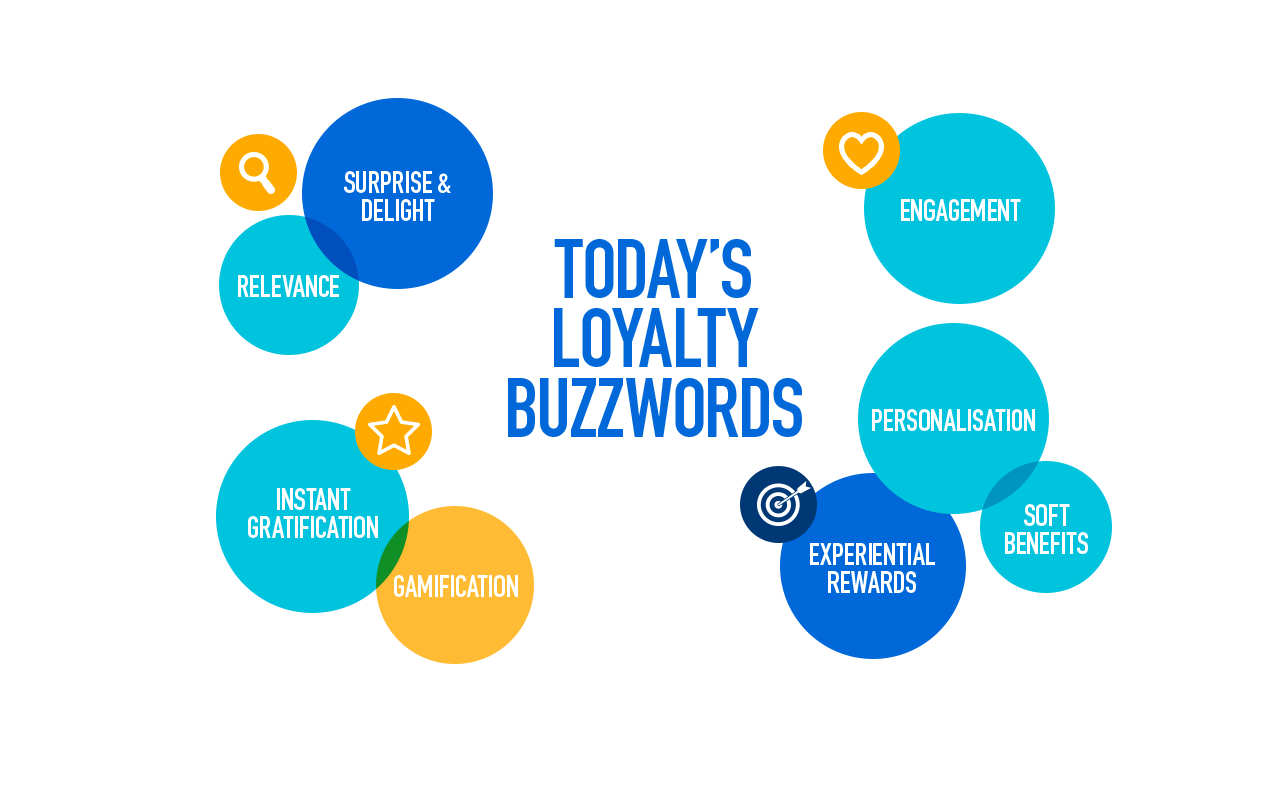 SURPRISE &
DELIGHT
RELEVANCE
INSTANT
GRATIFICATION
GAMIFICATION
TODAY'S
LOYALTY
BUZZWORDS
ENGAGEMENT
PERSONALISATION
EXPERIENTIAL
REWARDS
SOFT
BENEFITS